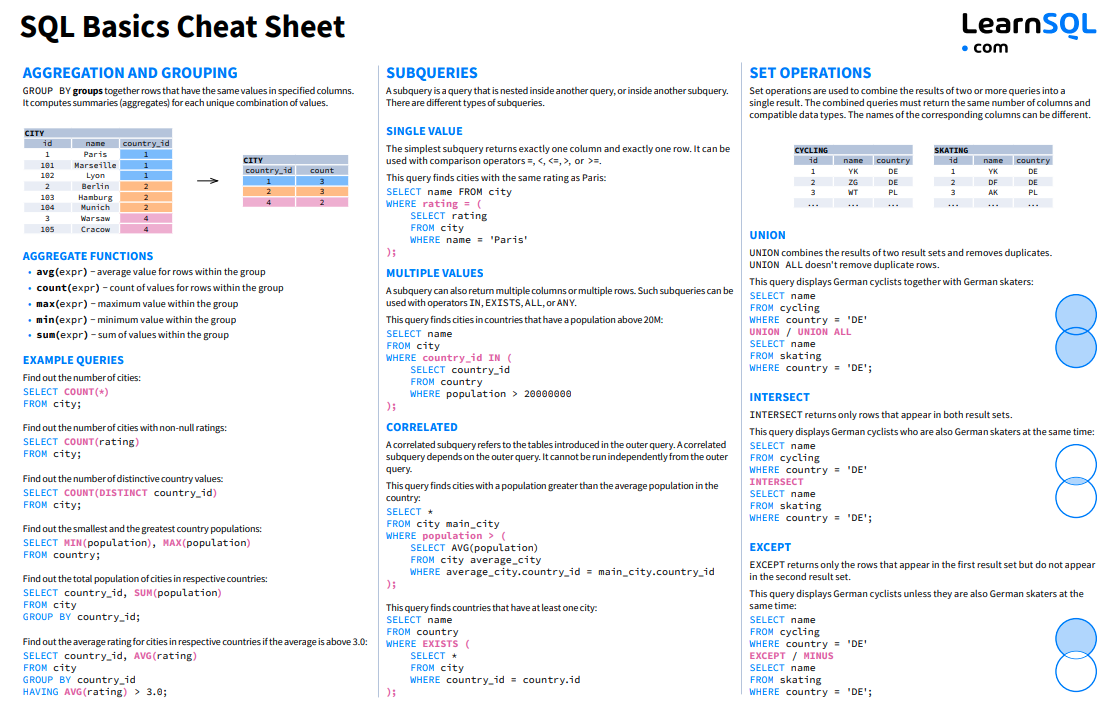 SQL Basics Cheat Sheet
LearnSQL
• com
AGGREGATION AND GROUPING
GROUP BY groups together rows that have the same values in specified columns.
It computes summaries (aggregates) for each unique combination of values.
CITY
id name country_id
1 Paris 1
101 Marseille 1
102 Lyon 1
2 Berlin 2
103 Hamburg 2
104 Munich 2
3 Warsaw 4
105 Cracow 4
CITY
country_id count
1 3
2 3
4 2
AGGREGATE FUNCTIONS
• avg(expr) – average value for rows within the group
• count(expr) – count of values for rows within the group
• max(expr) – maximum value within the group
• min(expr) – minimum value within the group
• sum(expr) – sum of values within the group
EXAMPLE QUERIES
Find out the number of cities:
SELECT COUNT(*)
FROM city;
Find out the number of cities with non-null ratings:
SELECT COUNT(rating)
FROM city;
Find out the number of distinctive country values:
SELECT COUNT(DISTINCT country_id)
FROM city;
Find out the smallest and the greatest country populations:
SELECT MIN(population), MAX(population)
FROM country;
Find out the total population of cities in respective countries:
SELECT country_id, SUM(population)
FROM city
GROUP BY country_id;
Find out the average rating for cities in respective countries if the average is above 3.0:
SELECT country_id, AVG(rating)
FROM city
GROUP BY country_id
HAVING AVG(rating) > 3.0;
SUBQUERIES
A subquery is a query that is nested inside another query, or inside another subquery.
There are different types of subqueries.
SINGLE VALUE
The simplest subquery returns exactly one column and exactly one row. It can be
used with comparison operators =, <, <=, >, or >=.
This query finds cities with the same rating as Paris:
SELECT name FROM city
WHERE rating = (
SELECT rating
FROM city
WHERE name = 'Paris'
);
MULTIPLE VALUES
A subquery can also return multiple columns or multiple rows. Such subqueries can be
used with operators IN, EXISTS, ALL, or ANY.
This query finds cities in countries that have a population above 20M:
SELECT name
FROM city
WHERE country_id IN (
SELECT country_id
FROM country
WHERE population > 20000000
);
CORRELATED
A correlated subquery refers to the tables introduced in the outer query. A correlated
subquery depends on the outer query. It cannot be run independently from the outer
query.
This query finds cities with a population greater than the average population in the
country:
SELECT *
FROM city main_city
WHERE population > (
SELECT AVG(population)
FROM city average_city
WHERE average_city.country_id = main_city.country_id
);
This query finds countries that have at least one city:
SELECT name
FROM country
WHERE EXISTS (
SELECT *
FROM city
WHERE country_id = country.id
);
SET OPERATIONS
Set operations are used to combine the results of two or more queries into a
single result. The combined queries must return the same number of columns and
compatible data types. The names of the corresponding columns can be different.
CYCLING
id name country
1 YK DE
2 ZG DE
3 WT PL
... ... ...
SKATING
id name country
1 YK DE
2 DF DE
3 AK PL
... ... ...
UNION
UNION combines the results of two result sets and removes duplicates.
UNION ALL doesn't remove duplicate rows.
This query displays German cyclists together with German skaters:
SELECT name
FROM cycling
WHERE country = 'DE'
UNION / UNION ALL
SELECT name
FROM skating
WHERE country = 'DE';
INTERSECT
INTERSECT returns only rows that appear in both result sets.
This query displays German cyclists who are also German skaters at the same time:
SELECT name
FROM cycling
WHERE country = 'DE'
INTERSECT
SELECT name
FROM skating
WHERE country = 'DE';
EXCEPT
EXCEPT returns only the rows that appear in the first result set but do not appear
in the second result set.
This query displays German cyclists unless they are also German skaters at the
same time:
SELECT name
FROM cycling
WHERE country = 'DE'
EXCEPT / MINUS
SELECT name
FROM skating
WHERE country = 'DE';